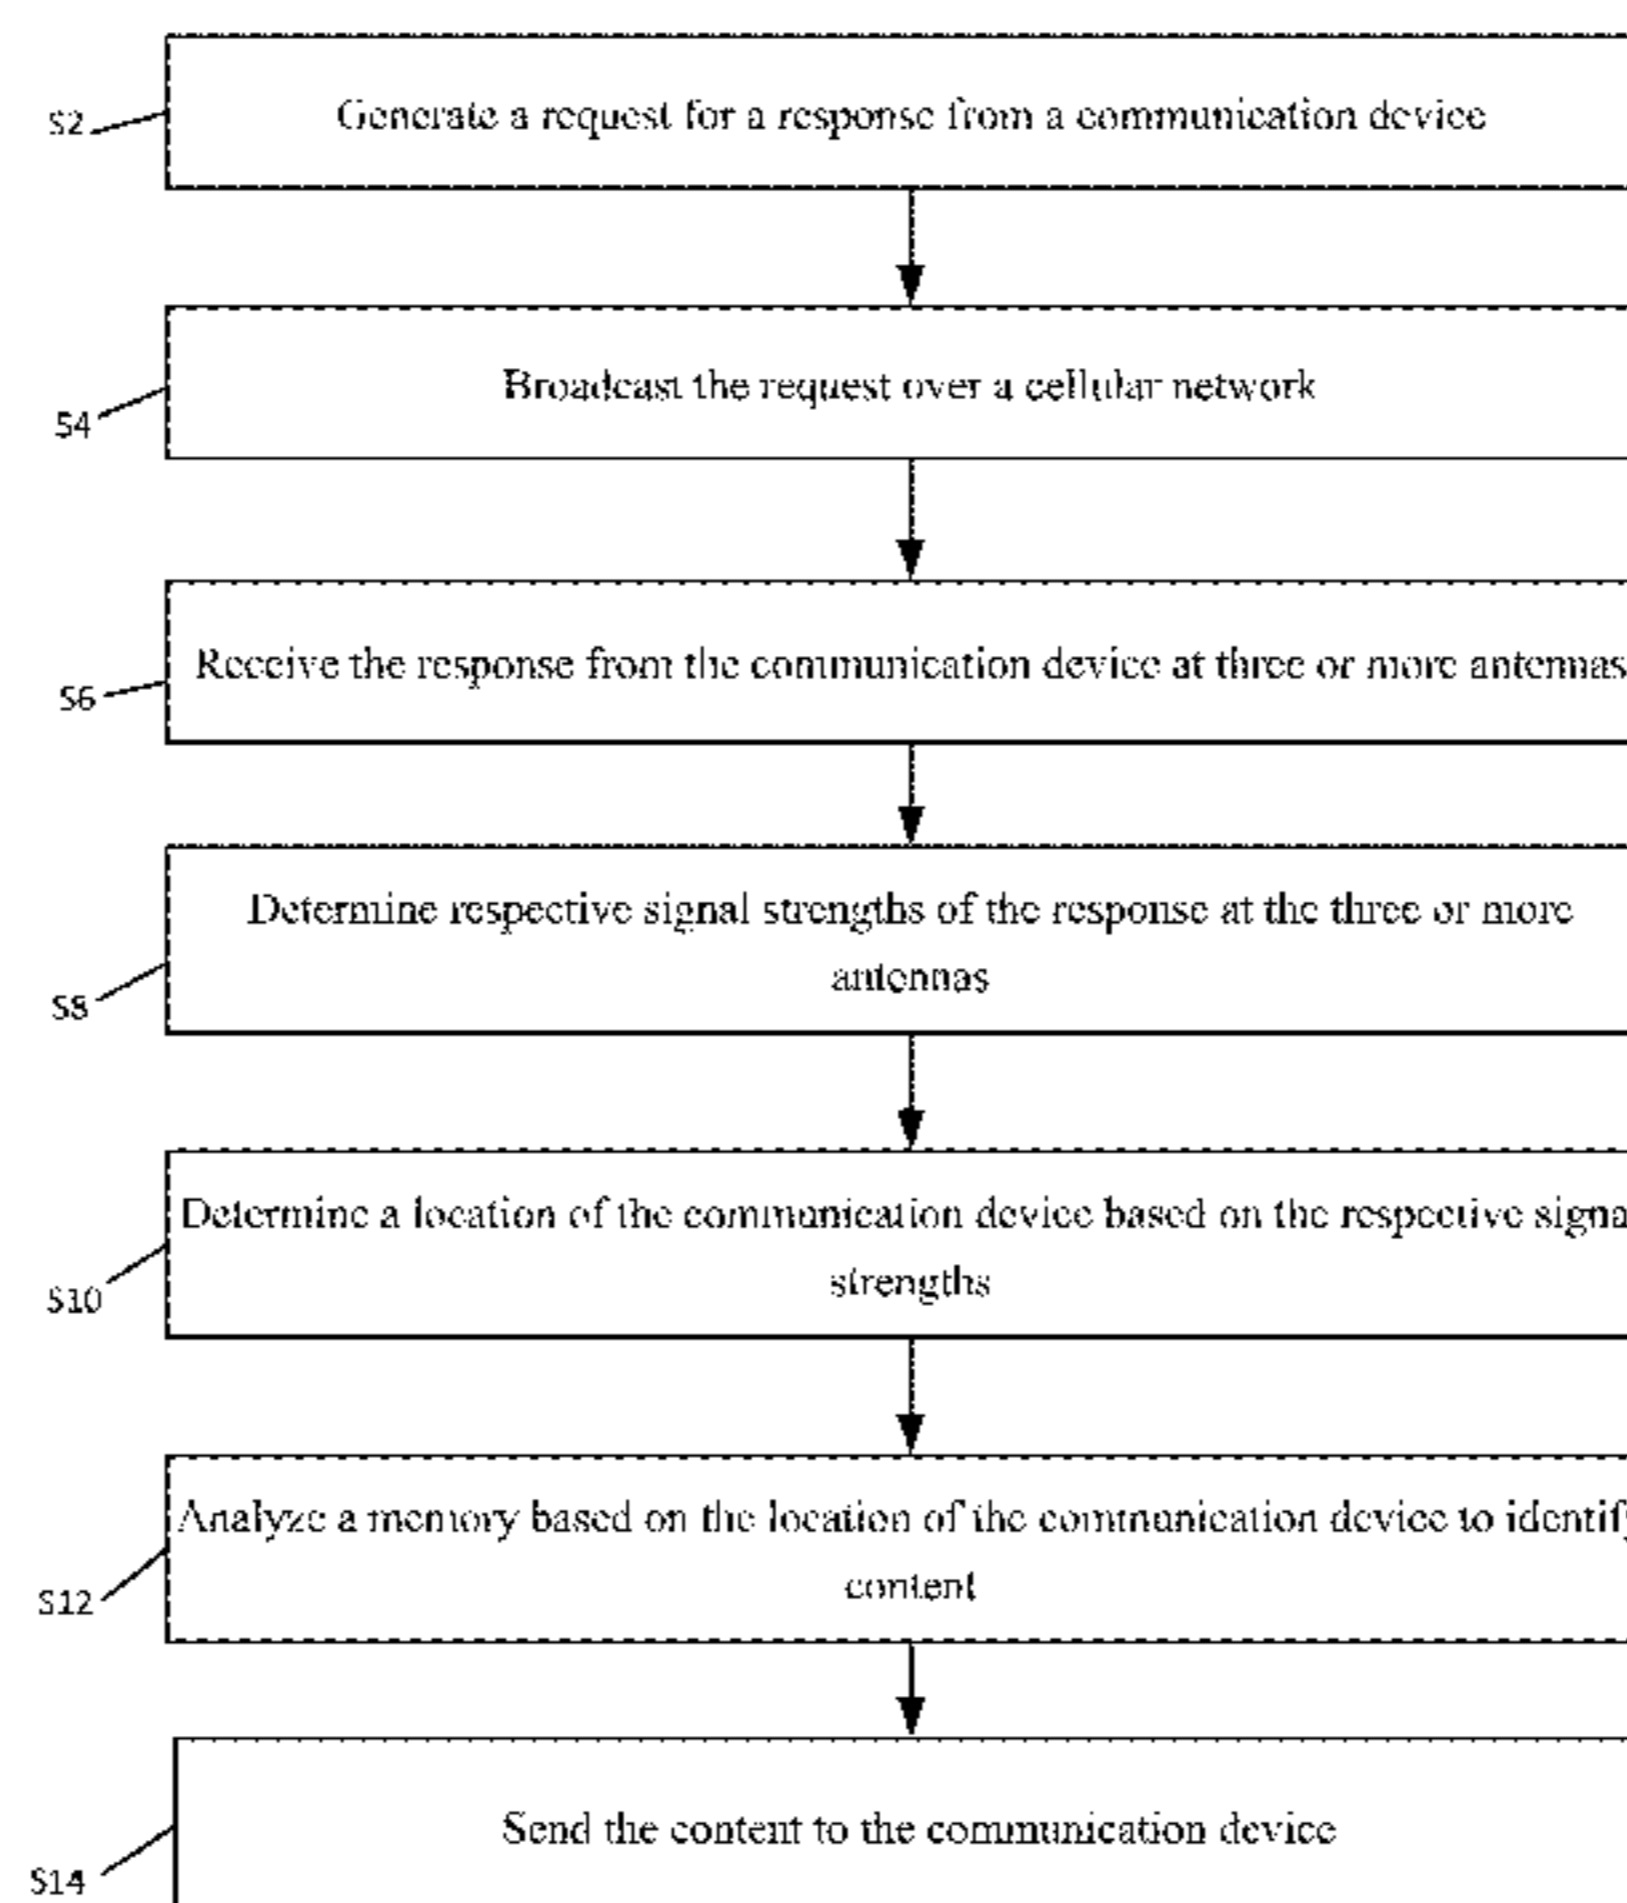 S2
Generate a request for a response from a communication device
S4
Broadcast the request over a cellular network
S6
Receive the response from the communication device at three or more antennas
S8
Determine respective signal strengths of the response at the three or more
antennas
S10
Determine a location of the communication device based on the respective signa
strengths
S12
Analyze a memory based on the location of the communication device to identify
content
S14
Send the content to the communication device